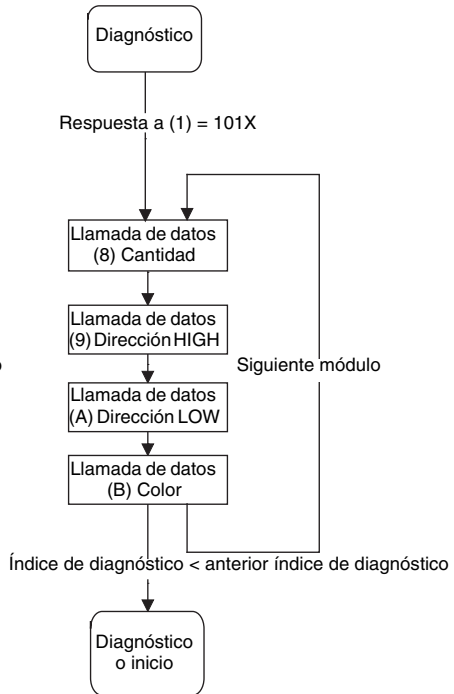 Diagnóstico
Respuesta a (1) = 101X
Llamada de datos
(8) Cantidad
Llamada de datos
(9) Dirección HIGH
Siguiente módulo
Llamada de datos
(A) Dirección LOW
Llamada de datos
(B) Color
Índice de diagnóstico < anterior índice de diagnóstico
Diagnóstico
o inicio